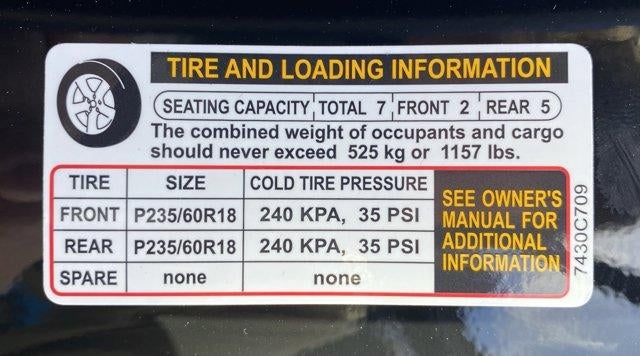 TIRE AND LOADING INFORMATION
SEATING CAPACITY TOTAL 7 FRONT 2 REAR 5
The combined weight of occupants and cargo
should never exceed 525 kg or 1157 lbs.
TIRE SIZE COLD TIRE PRESSURE
FRONT P235/60R18 240 KPA, 35 PSI
REAR P235/60R18 240 KPA, 35 PSI
SPARE none none
SEE OWNER'S
MANUAL FOR
ADDITIONAL
INFORMATION
7430C709